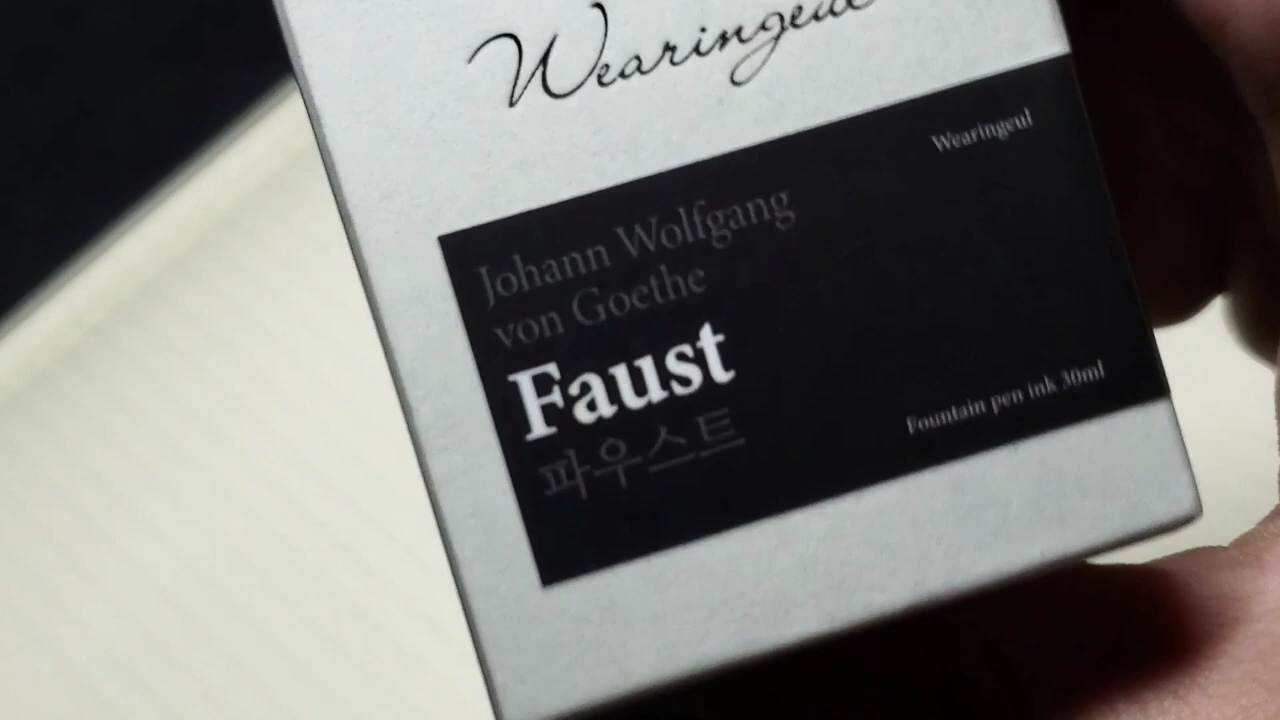 Wearingeul
Wearingeul
Johann Wolfgang
von Goethe
Faust
파우스트
Fountain pen ink 30ml